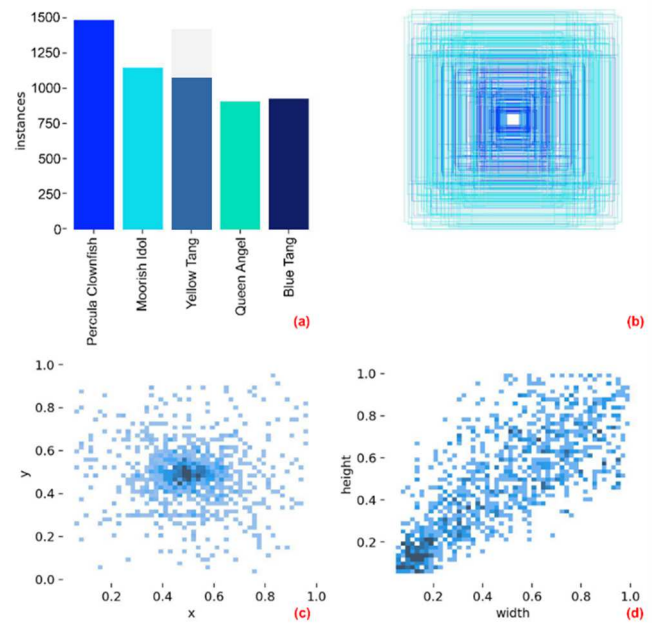 1500
1250
1000
750
500
250
0
instances
Percula Clownfish
Moorish Idol
Yellow Tang
Queen Angel
Blue Tang
(a)
(b)
1.0
0.8
0.6
0.4
0.2
0.0
y
0.2 0.4 0.6 0.8 1.0
x
(c)
1.0
0.8
0.6
0.4
0.2
height
0.2 0.4 0.6 0.8 1.0
width
(d)